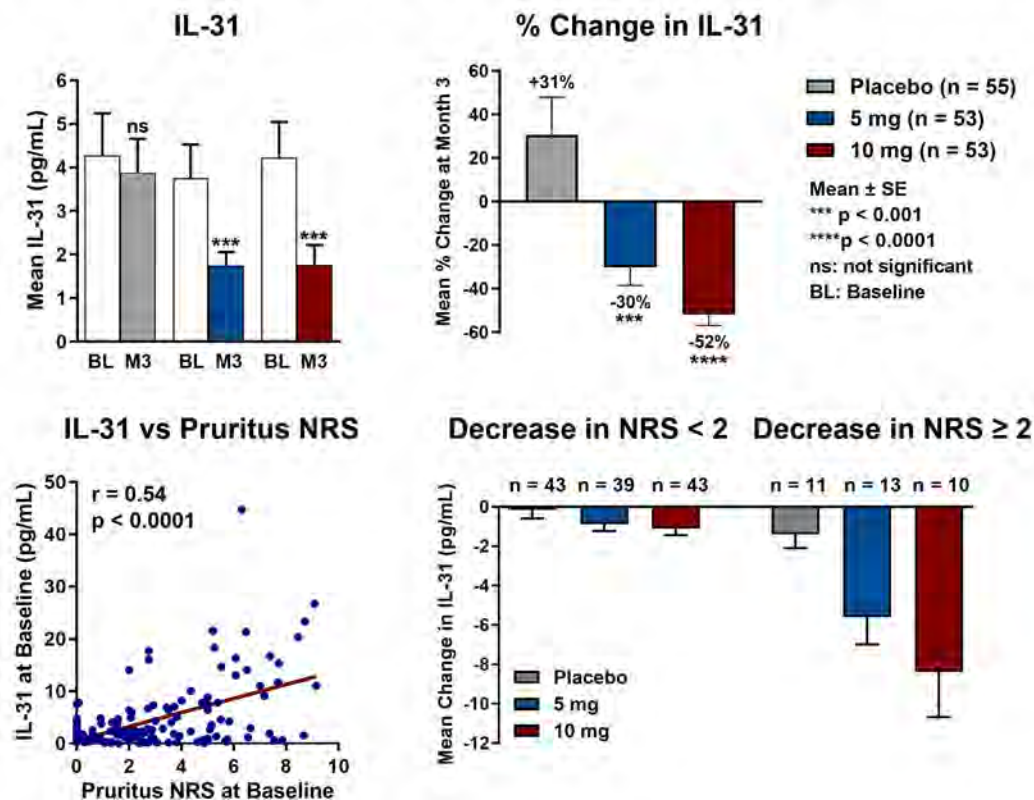 IL-31
6
5
4
3
2
1
0
Mean IL-31 (pg/mL)
ns
***
***
BL M3 BL M3 BL M3
% Change in IL-31
60
40
20
0
-20
-40
-60
Mean % Change at Month 3
+31%
-30%
***
-52%
****
Placebo (n = 55)
5 mg (n = 53)
10 mg (n = 53)
Mean ± SE
*** p < 0.001
****p < 0.0001
ns: not significant
BL: Baseline
IL-31 vs Pruritus NRS
r = 0.54
p < 0.0001
50
40
30
20
10
0
IL-31 at Baseline (pg/mL)
0 2 4 6 8 10
Pruritus NRS at Baseline
Decrease in NRS < 2 Decrease in NRS ≥ 2
n = 43 n = 39 n = 43 n = 11 n = 13 n = 10
0
-2
-4
-6
-8
-10
-12
Mean Change in IL-31 (pg/mL)
Placebo
5 mg
10 mg